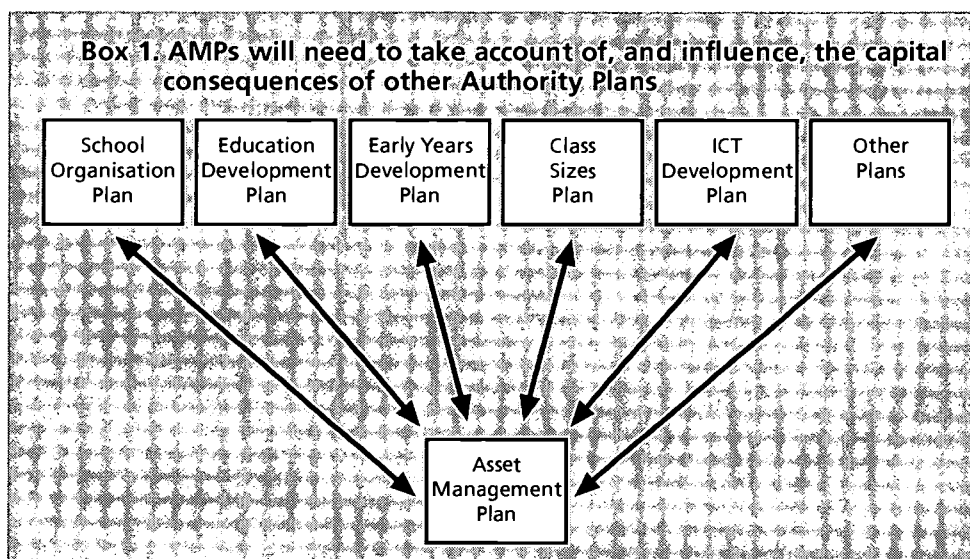 Box 1. AMPs will need to take account of, and influence, the capital
consequences of other Authority Plans
School
Organisation
Plan
Education
Development
Plan
Early Years
Development
Plan
Class
Sizes
Plan
ICT
Development
Plan
Other
Plans
Asset
Management
Plan